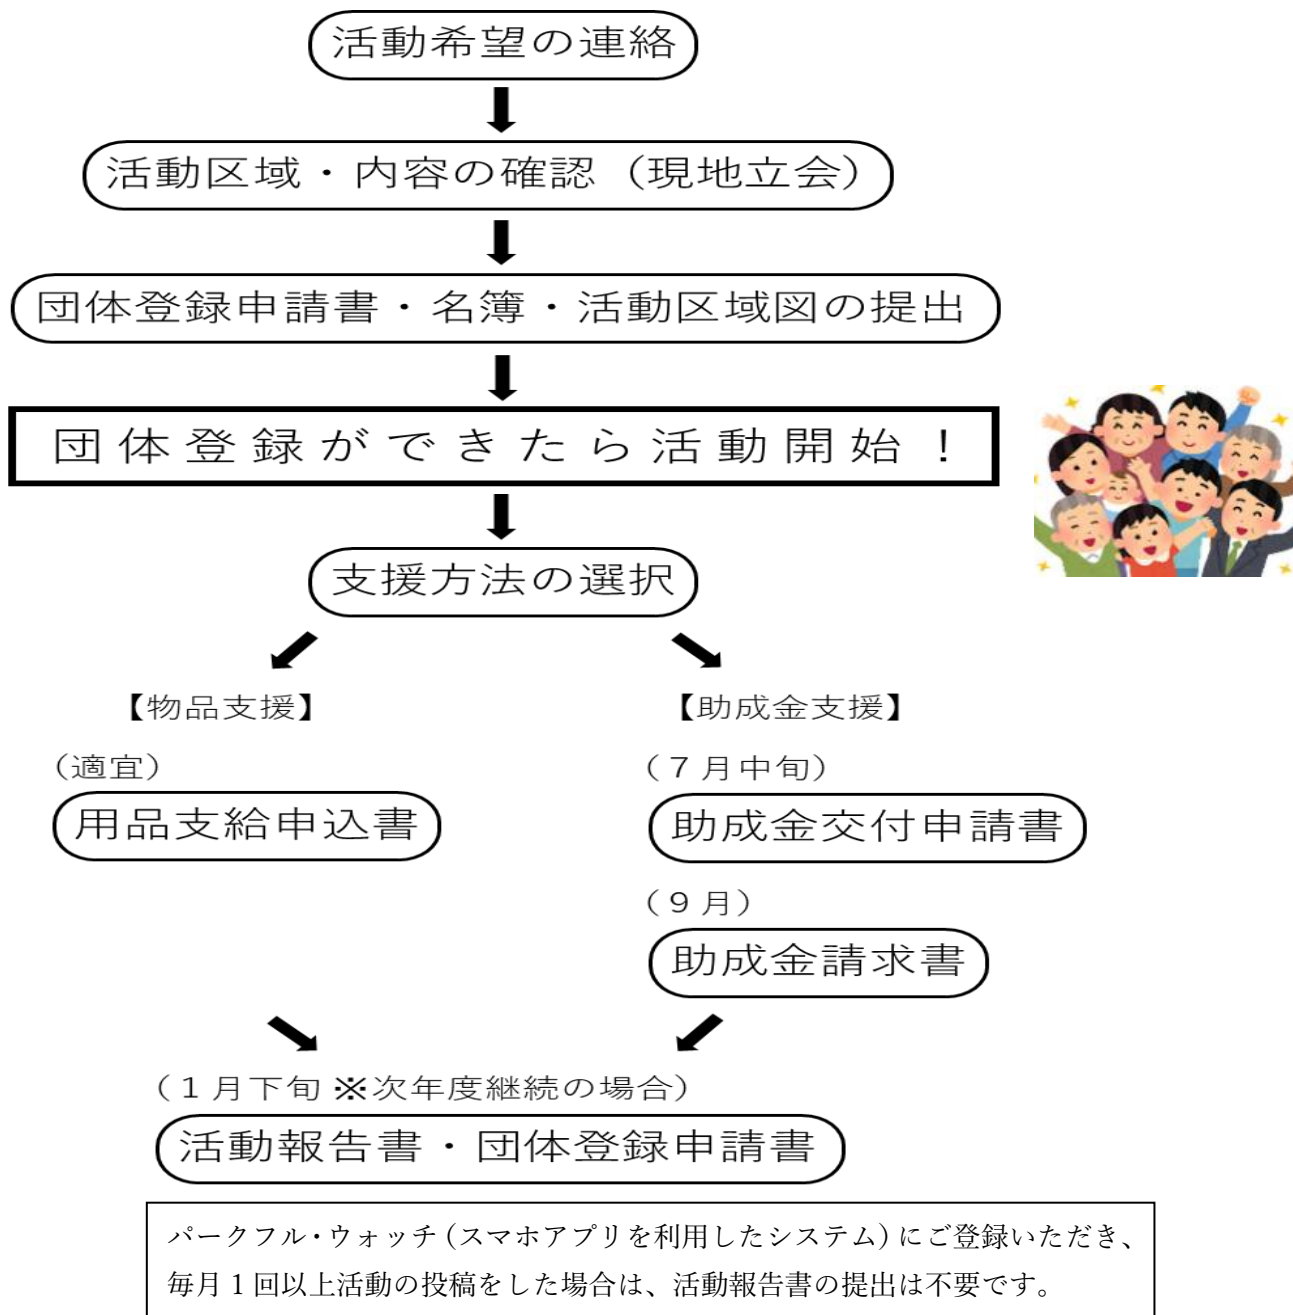 活動希望の連絡
活動区域・内容の確認（現地立会）
団体登録申請書・名簿・活動区域図の提出
団体登録ができたら活動開始！
支援方法の選択
【物品支援】
（適宜）
用品支給申込書
【助成金支援】
（７月中旬）
助成金交付申請書
（９月）
助成金請求書
（１月下旬 ※次年度継続の場合）
活動報告書・団体登録申請書
パークフル・ウォッチ（スマホアプリを利用したシステム）にご登録いただき、
毎月１回以上活動の投稿をした場合は、活動報告書の提出は不要です。